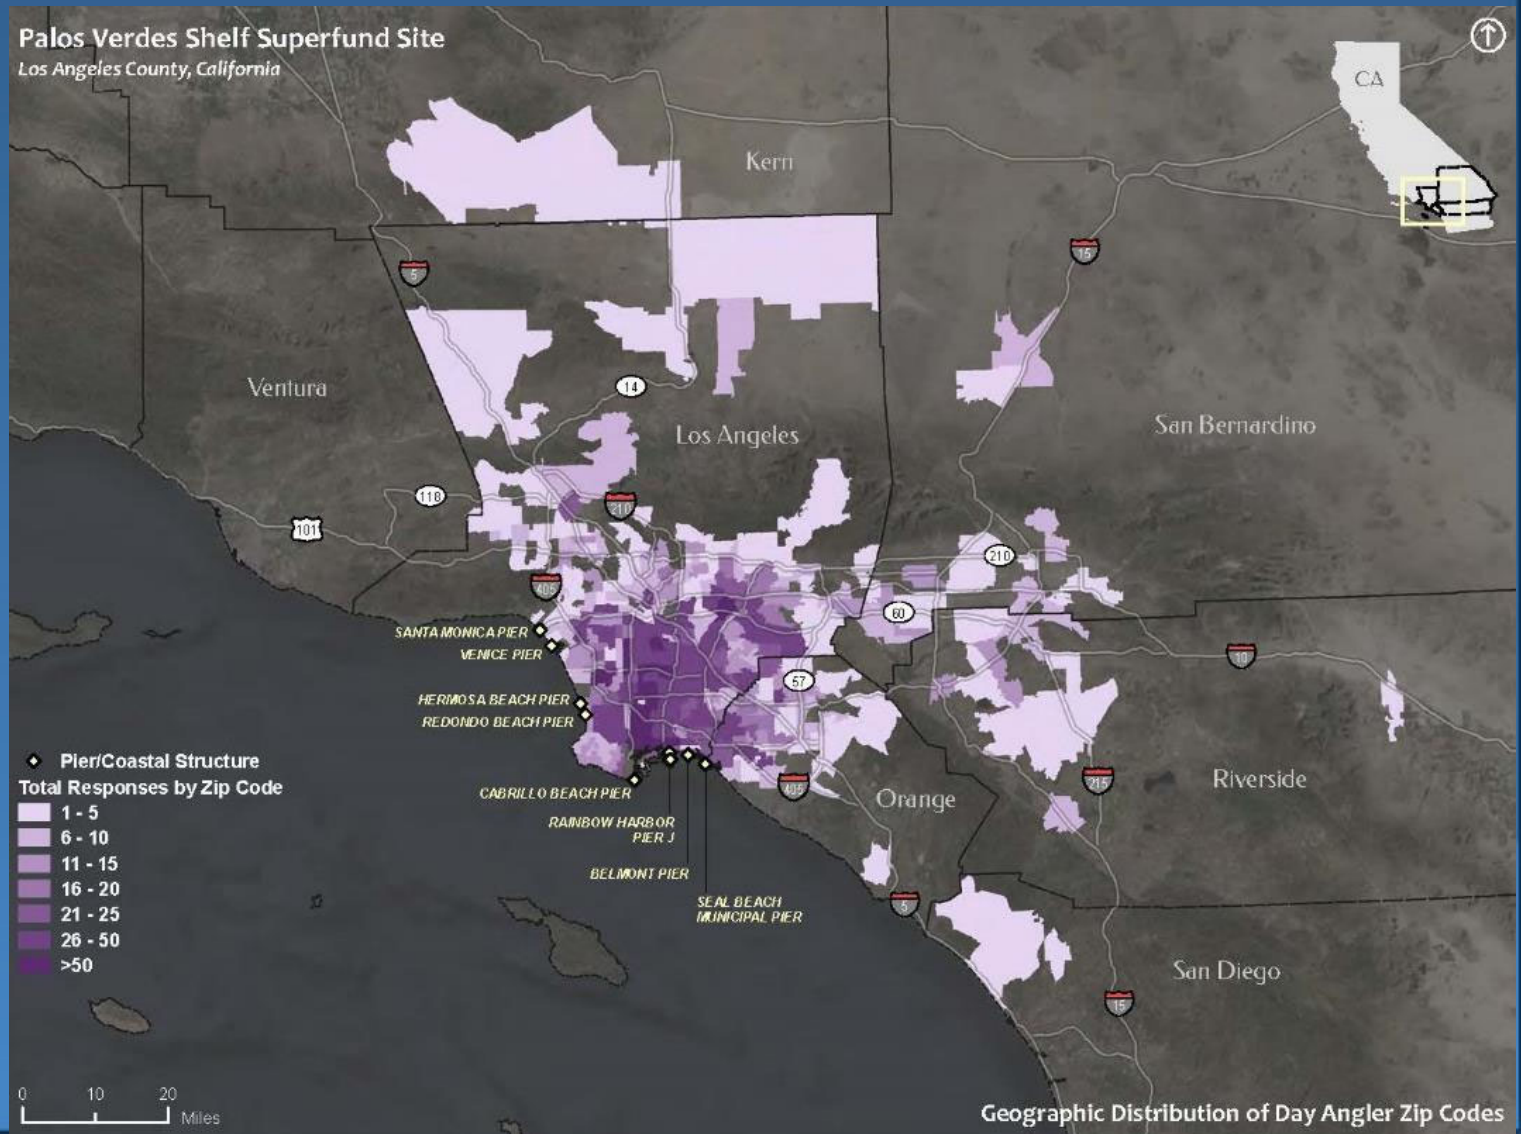 Palos Verdes Shelf Superfund Site
Los Angeles County, California
CA
Kern
5
15
Ventura
14
Los Angeles
San Bernardino
118
101
210
210
405
60
SANTA MONICA PIER
VENICE PIER
10
57
HERMOSA BEACH PIER
REDONDO BEACH PIER
Pier/Coastal Structure
Total Responses by Zip Code
1 - 5
6 - 10
11 - 15
16 - 20
21 - 25
26 - 50
>50
CABRILLO BEACH PIER
405
Orange
215
Riverside
RAINBOW HARBOR
PIER J
BELMONT PIER
SEAL BEACH
MUNICIPAL PIER
5
San Diego
15
0 10 20
Miles
Geographic Distribution of Day Angler Zip Codes